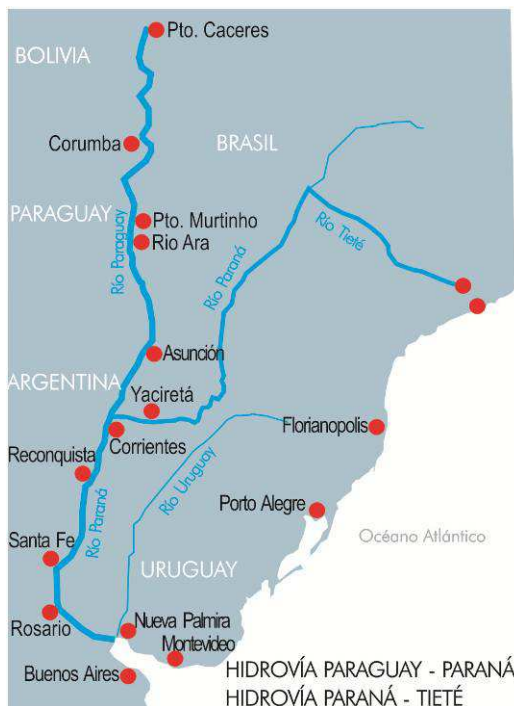 Pto. Caceres
BOLIVIA
Corumba
BRASIL
PARAGUAY
Pto. Murtinho
Rio Ara
Río Paraguay
Río Paraná
Río Tieté
Asunción
ARGENTINA
Yaciretá
Corrientes
Florianopolis
Reconquista
Río Uruguay
Río Paraná
Porto Alegre
Océano Atlántico
Santa Fe
URUGUAY
Rosario
Nueva Palmira
Montevideo
Buenos Aires
HIDROVÍA PARAGUAY - PARANÁ
HIDROVÍA PARANÁ - TIETÉ